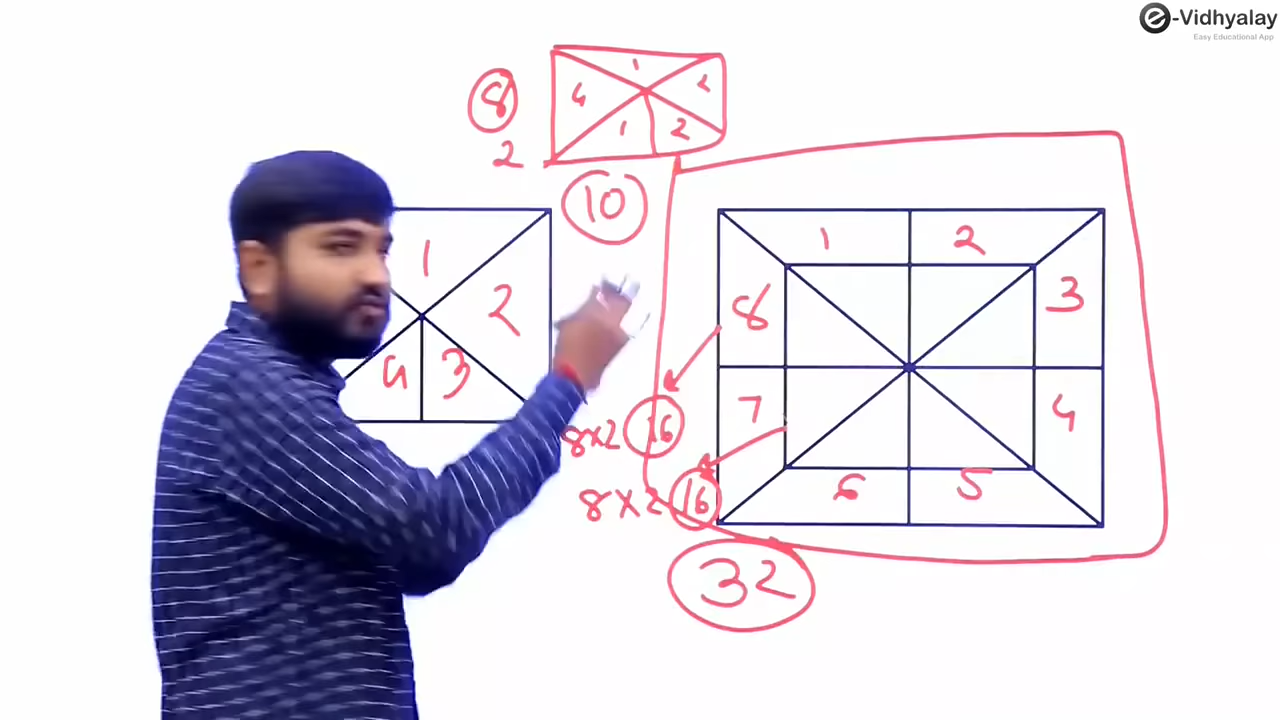 e-Vidhyalay
Easy Educational App
1
8 4 2
1 2
2
10
1
2
4 3
1 2
8 3
7 4
6 5
8x2 16
8x2 16
32